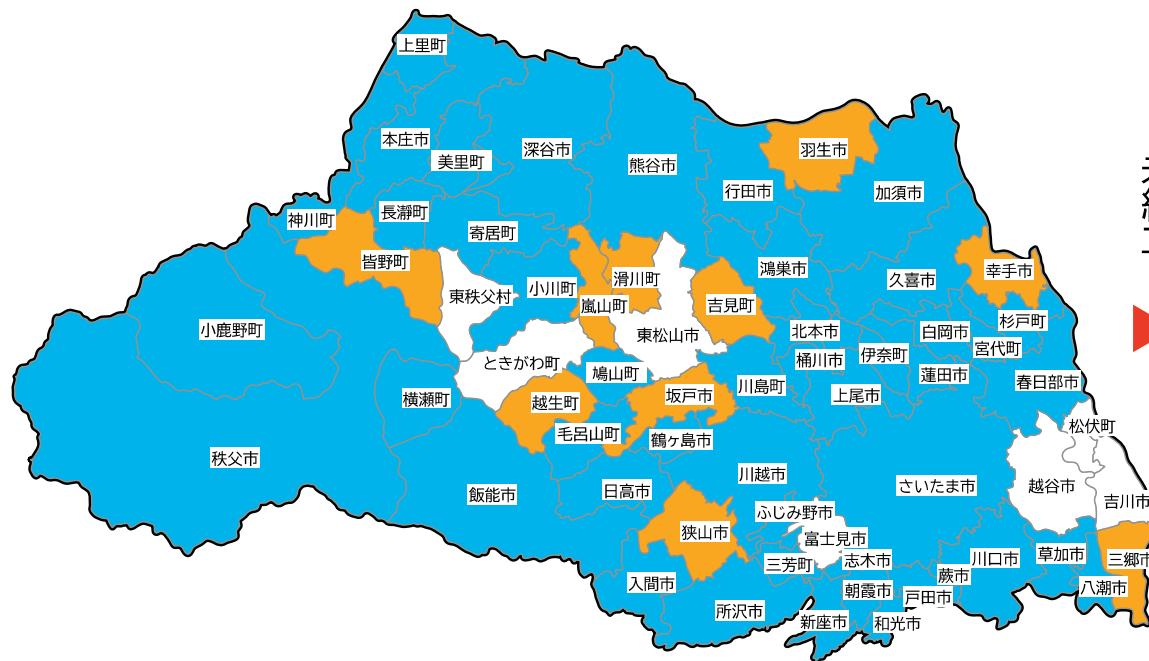 上里町
本庄市
美里町
深谷市
熊谷市
羽生市
行田市
加須市
神川町
長瀞町
寄居町
皆野町
東秩父村
小川町
嵐山町
滑川町
吉見町
鴻巣市
久喜市
幸手市
小鹿野町
東松山市
北本市
白岡市
杉戸町
ときがわ町
鳩山町
桶川市
伊奈町
宮代町
蓮田市
春日部市
横瀬町
越生町
坂戸市
川島町
上尾市
毛呂山町
鶴ヶ島市
松伏町
秩父市
飯能市
日高市
川越市
さいたま市
越谷市
吉川市
狭山市
ふじみ野市
富士見市
三芳町
志木市
川口市
草加市
三郷市
入間市
朝霞市
蕨市
戸田市
八潮市
所沢市
新座市
和光市